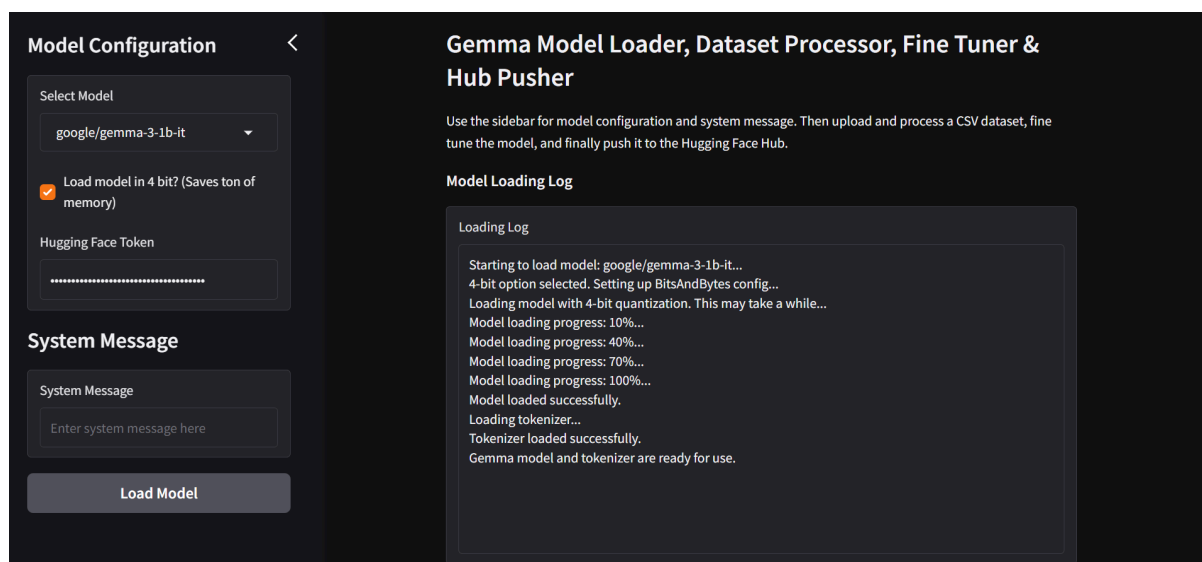 Model Configuration
Select Model
google/gemma-3-1b-it
Load model in 4 bit? (Saves ton of
memory)
Hugging Face Token
System Message
System Message
Enter system message here
Load Model
Gemma Model Loader, Dataset Processor, Fine Tuner &
Hub Pusher
Use the sidebar for model configuration and system message. Then upload and process a CSV dataset, fine
tune the model, and finally push it to the Hugging Face Hub.
Model Loading Log
Loading Log
Starting to load model: google/gemma-3-1b-it...
4-bit option selected. Setting up BitsAndBytes config...
Loading model with 4-bit quantization. This may take a while...
Model loading progress: 10%...
Model loading progress: 40%...
Model loading progress: 70%...
Model loading progress: 100%...
Model loaded successfully.
Loading tokenizer...
Tokenizer loaded successfully.
Gemma model and tokenizer are ready for use.